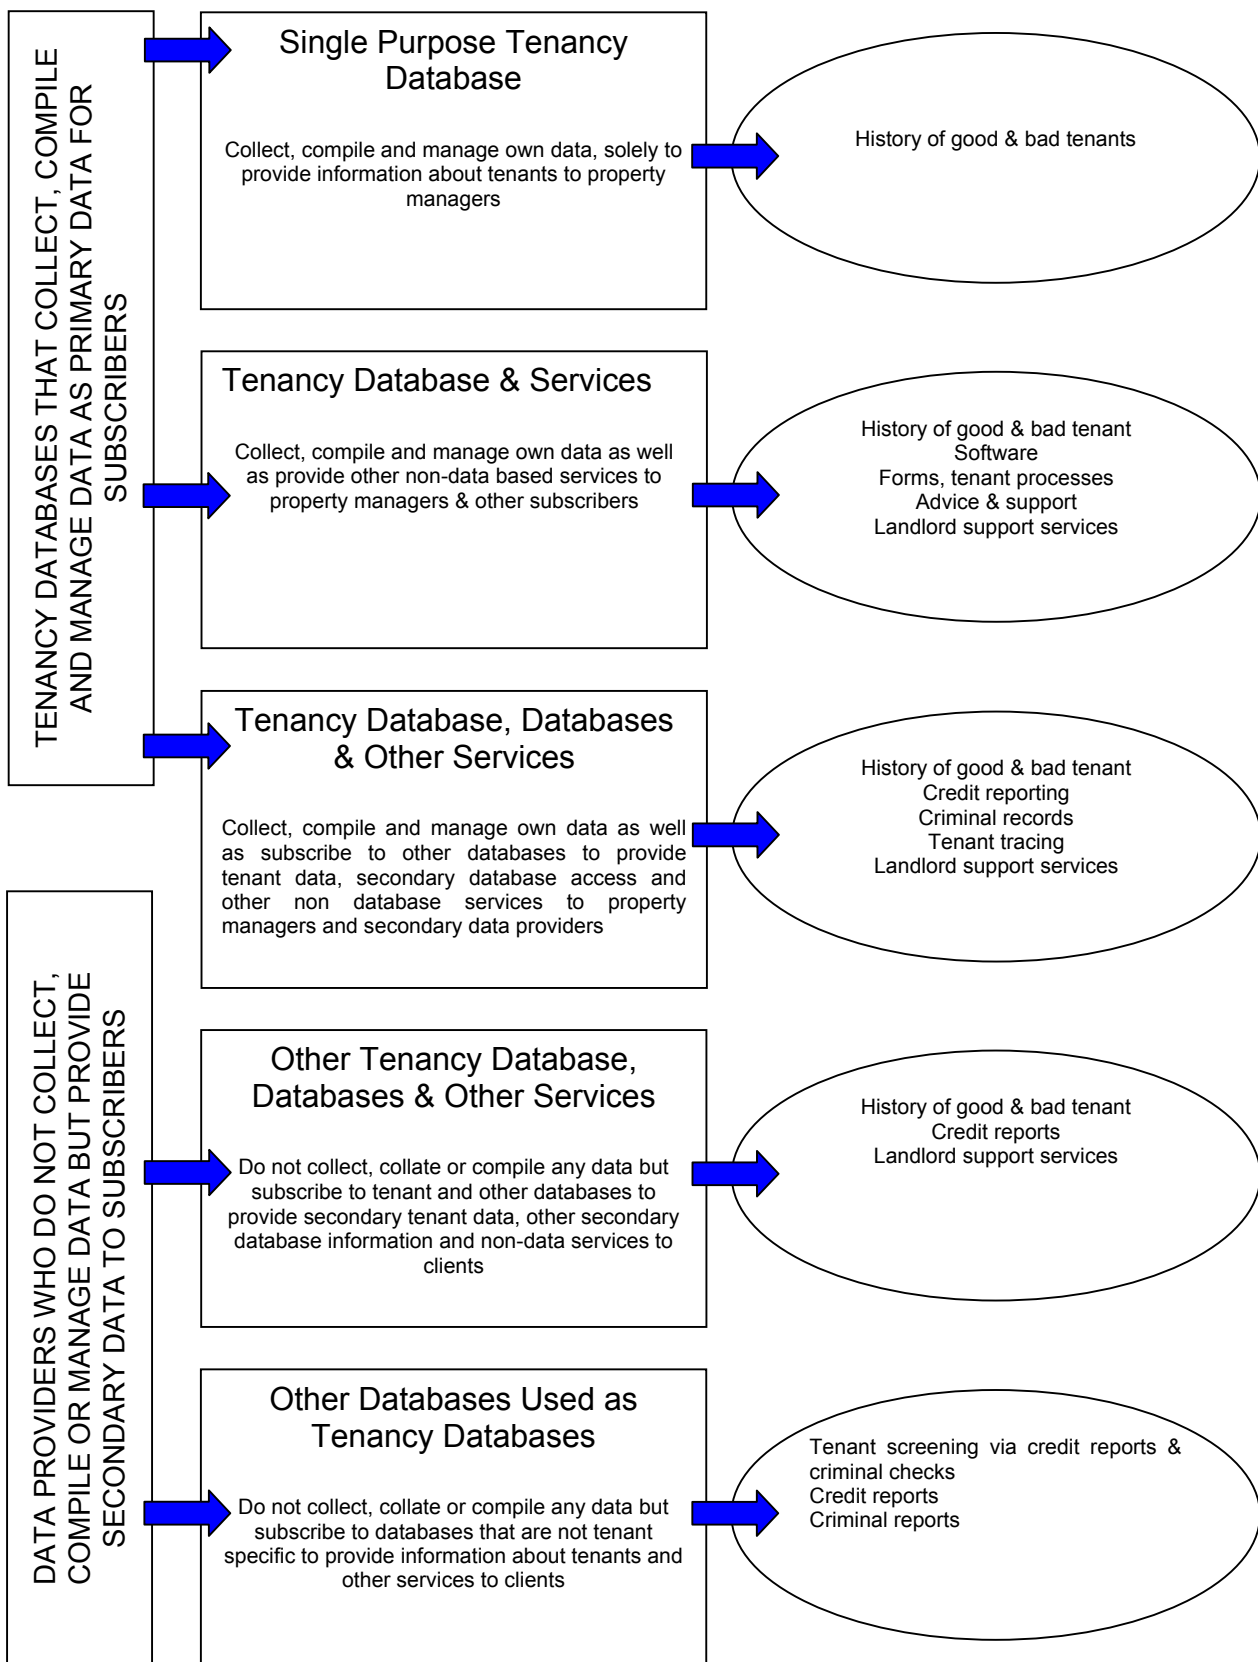 TENANCY DATABASES THAT COLLECT, COMPILE
AND MANAGE DATA AS PRIMARY DATA FOR
SUBSCRIBERS
Single Purpose Tenancy
Database
Collect, compile and manage own data, solely to
provide information about tenants to property
managers
History of good & bad tenants
Tenancy Database & Services
Collect, compile and manage own data as well
as provide other non-data based services to
property managers & other subscribers
History of good & bad tenant
Software
Forms, tenant processes
Advice & support
Landlord support services
Tenancy Database, Databases
& Other Services
Collect, compile and manage own data as well
as subscribe to other databases to provide
tenant data, secondary database access and
other non database services to property
managers and secondary data providers
History of good & bad tenant
Credit reporting
Criminal records
Tenant tracing
Landlord support services
DATA PROVIDERS WHO DO NOT COLLECT,
COMPILE OR MANAGE DATA BUT PROVIDE
SECONDARY DATA TO SUBSCRIBERS
Other Tenancy Database,
Databases & Other Services
Do not collect, collate or compile any data but
subscribe to tenant and other databases to
provide secondary tenant data, other secondary
database information and non-data services to
clients
History of good & bad tenant
Credit reports
Landlord support services
Other Databases Used as
Tenancy Databases
Do not collect, collate or compile any data but
subscribe to databases that are not tenant
specific to provide information about tenants and
other services to clients
Tenant screening via credit reports &
criminal checks
Credit reports
Criminal reports